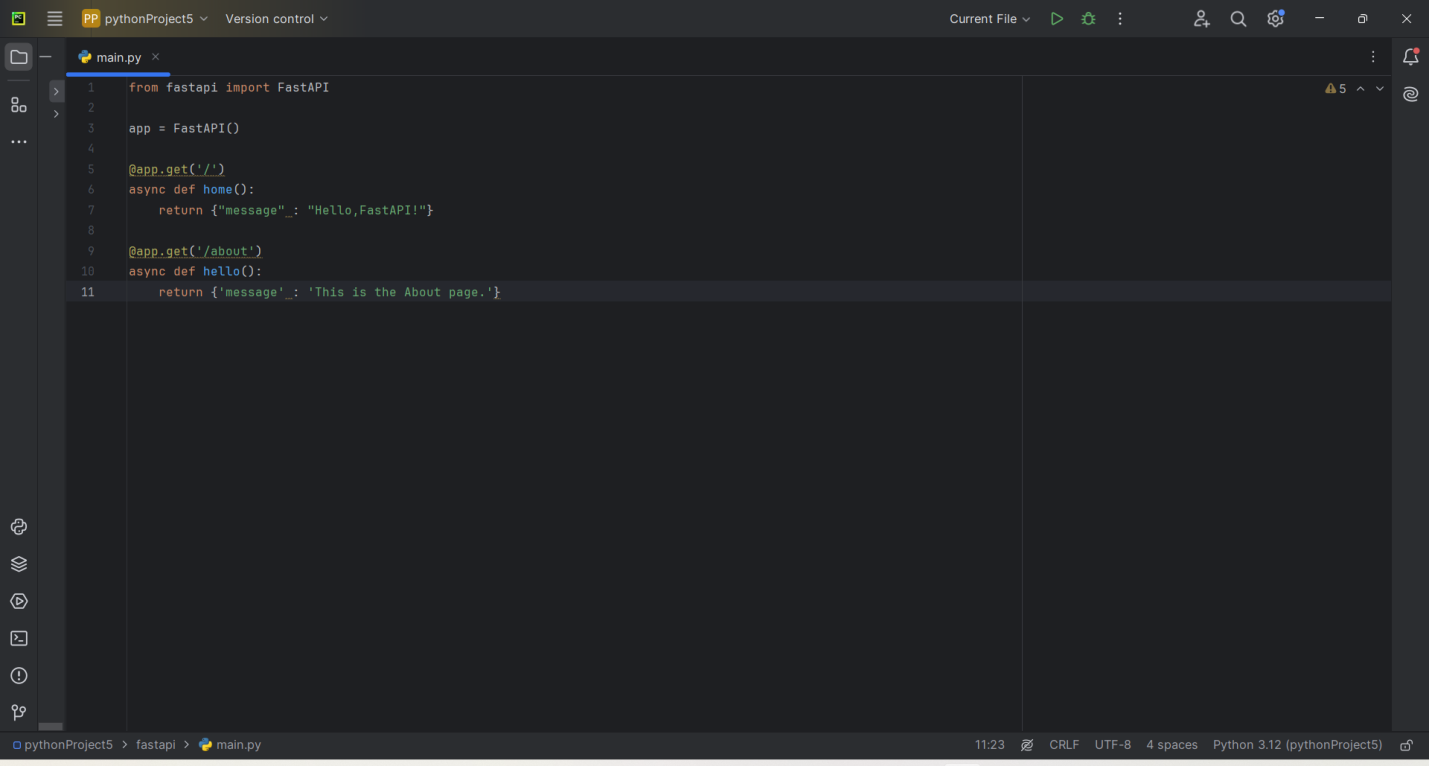 PC
PP pythonProject5 Version control Current File
main.py
5
1 from fastapi import FastAPI
2
3 app = FastAPI()
4
5 @app.get('/')
6 async def home():
7 return {"message" : "Hello,FastAPI!"}
8
9 @app.get('/about')
10 async def hello():
11 return {'message' : 'This is the About page.'}
pythonProject5 > fastapi > main.py 11:23 CRLF UTF-8 4 spaces Python 3.12 (pythonProject5)